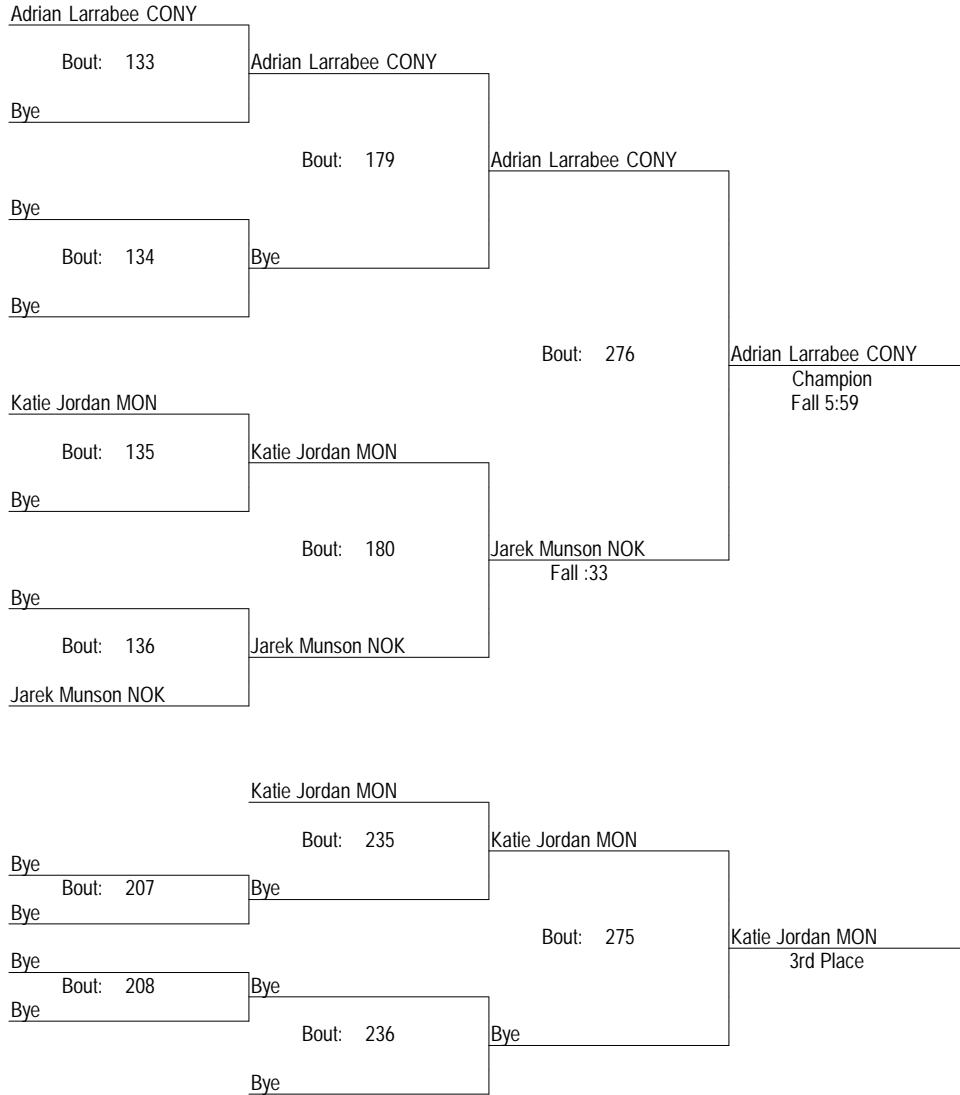 Adrian Larrabee CONY
Bout: 133
Adrian Larrabee CONY
Bye
Bout: 179
Adrian Larrabee CONY
Bye
Bout: 134
Bye
Bye
Bout: 276
Adrian Larrabee CONY
Champion
Fall 5:59
Katie Jordan MON
Bout: 135
Katie Jordan MON
Bye
Bout: 180
Jarek Munson NOK
Fall :33
Bye
Bout: 136
Jarek Munson NOK
Jarek Munson NOK
Katie Jordan MON
Bout: 235
Katie Jordan MON
Bye
Bout: 207
Bye
Bye
Bout: 275
Katie Jordan MON
3rd Place
Bye
Bout: 208
Bye
Bye
Bout: 236
Bye
Bye